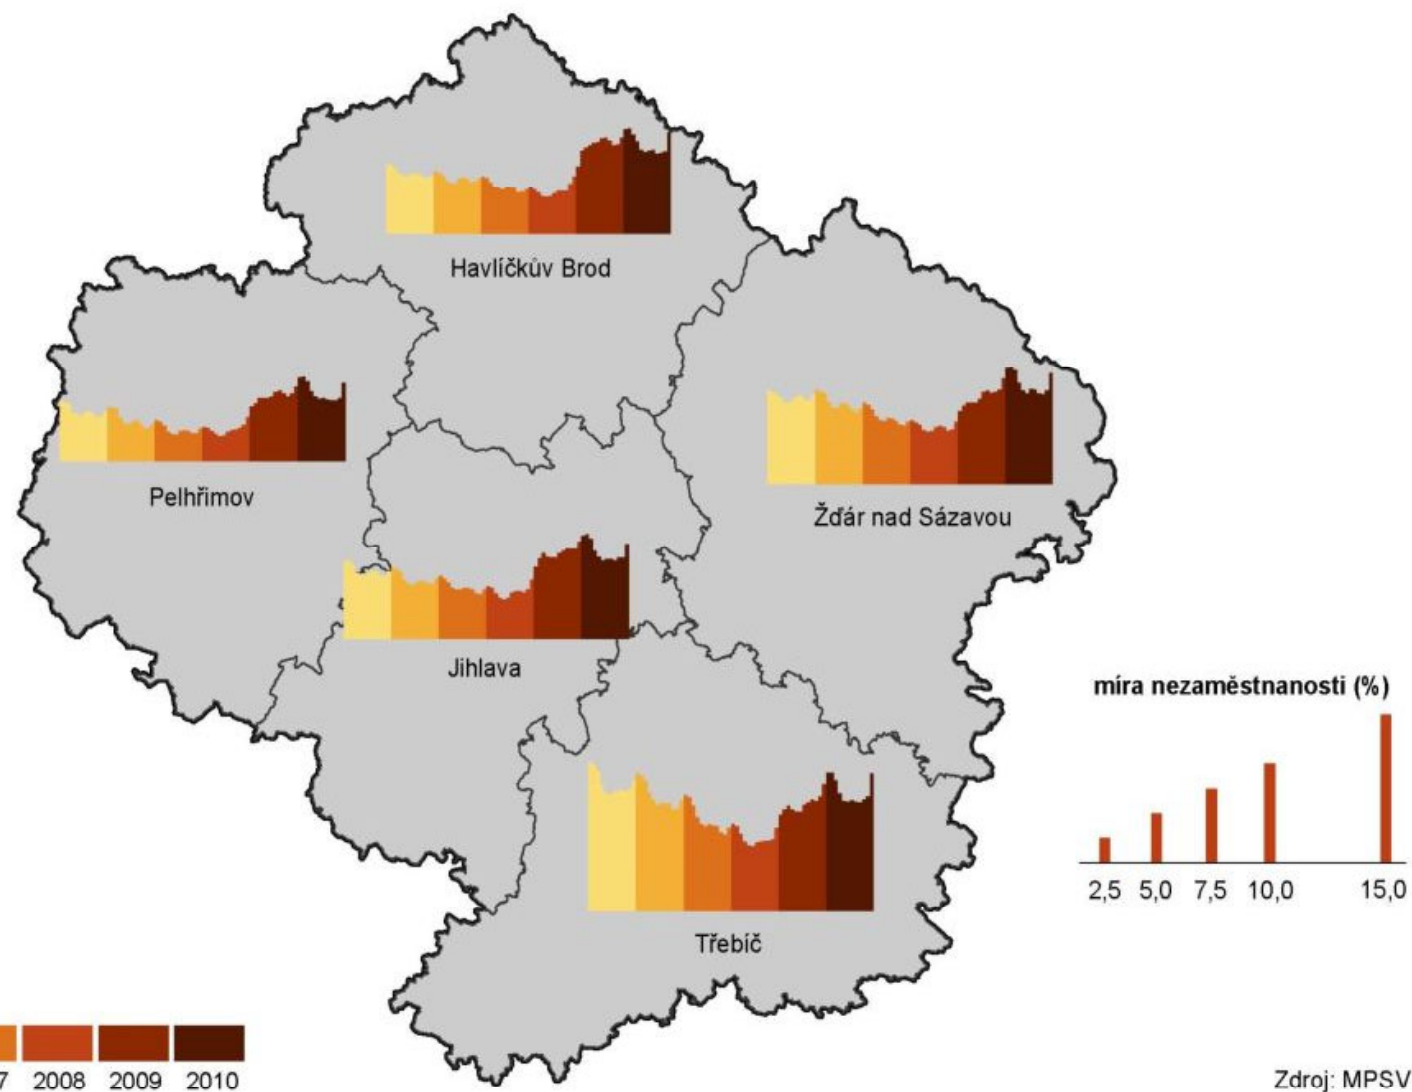 Havlíčkův Brod
Pelhřimov
Žďár nad Sázavou
Jihlava
míra nezaměstnanosti (%)
2,5 5,0 7,5 10,0 15,0
Třebíč
2008 2009 2010
Zdroj: MPSV